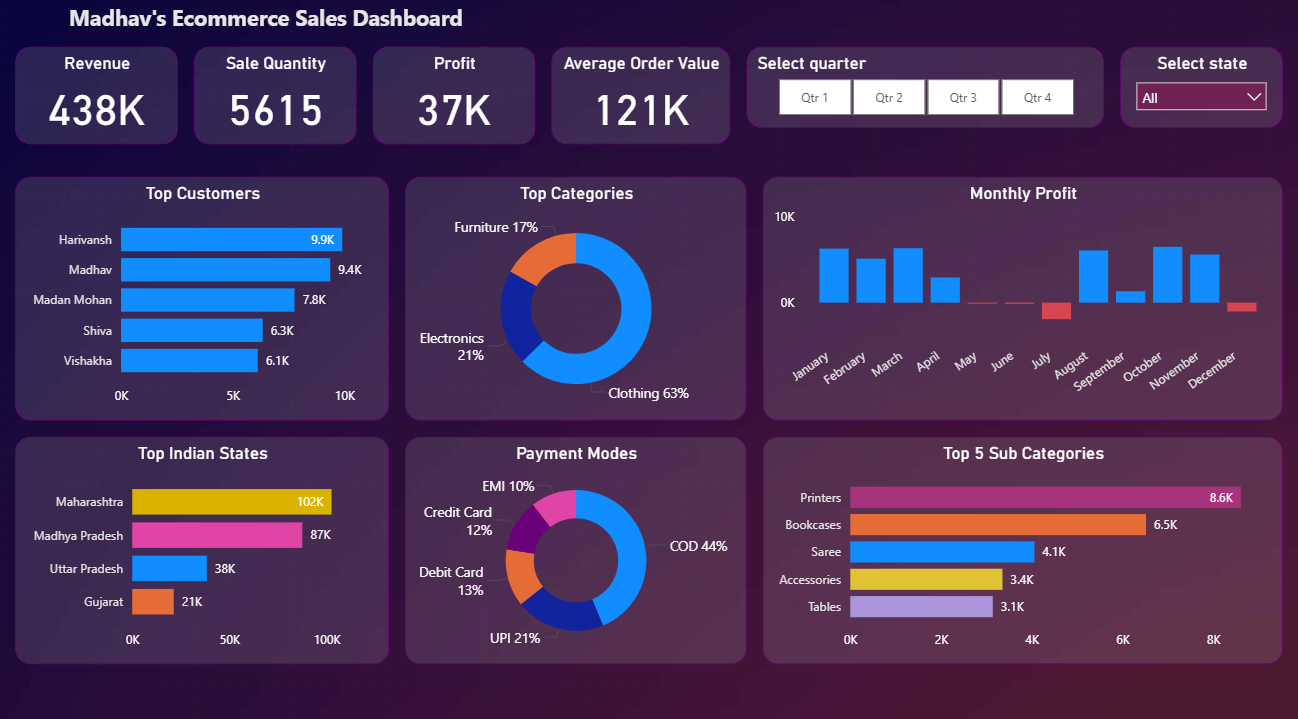 Madhav's Ecommerce Sales Dashboard
Revenue
438K
Sale Quantity
5615
Profit
37K
Average Order Value
121K
Select quarter
Qtr 1
Qtr 2
Qtr 3
Qtr 4
Select state
All
Top Customers
Harivansh
9.9K
Madhav
9.4K
Madan Mohan
7.8K
Shiva
6.3K
Vishakha
6.1K
0K
5K
10K
Top Categories
Furniture 17%
Electronics
21%
Clothing 63%
Monthly Profit
10K
0K
January
February
March
April
May
June
July
August
September
October
November
December
Top Indian States
Maharashtra
102K
Madhya Pradesh
87K
Uttar Pradesh
38K
Gujarat
21K
0K
50K
100K
Payment Modes
EMI 10%
Credit Card
12%
COD 44%
Debit Card
13%
UPI 21%
Top 5 Sub Categories
Printers
8.6K
Bookcases
6.5K
Saree
4.1K
Accessories
3.4K
Tables
3.1K
0K
2K
4K
6K
8K